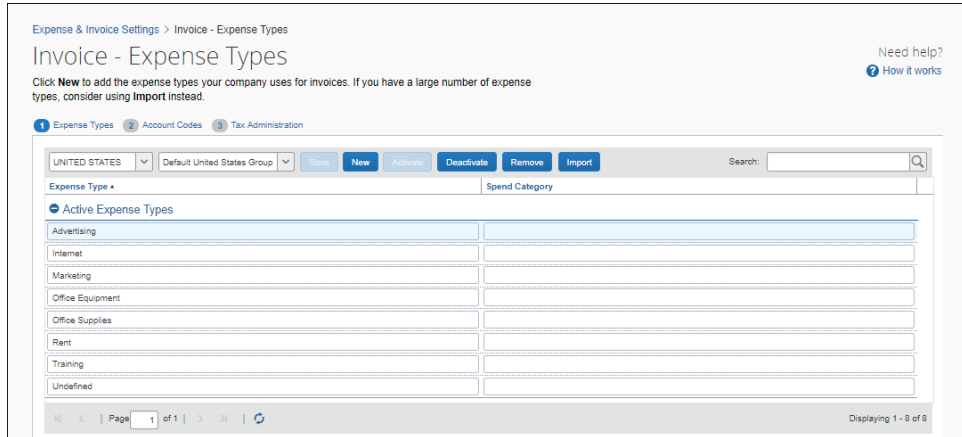 Expense & Invoice Settings > Invoice - Expense Types
Invoice - Expense Types
Need help?
Click New to add the expense types your company uses for invoices. If you have a large number of expense
types, consider using Import instead.
? How it works
1 Expense Types 2 Account Codes 3 Tax Administration
UNITED STATES Default United States Group Save New Activate Deactivate Remove Import Search:
Expense Type Spend Category
Active Expense Types
Advertising
Internet
Marketing
Office Equipment
Office Supplies
Rent
Training
Undefined
Page 1 of 1 Displaying 1 - 8 of 8